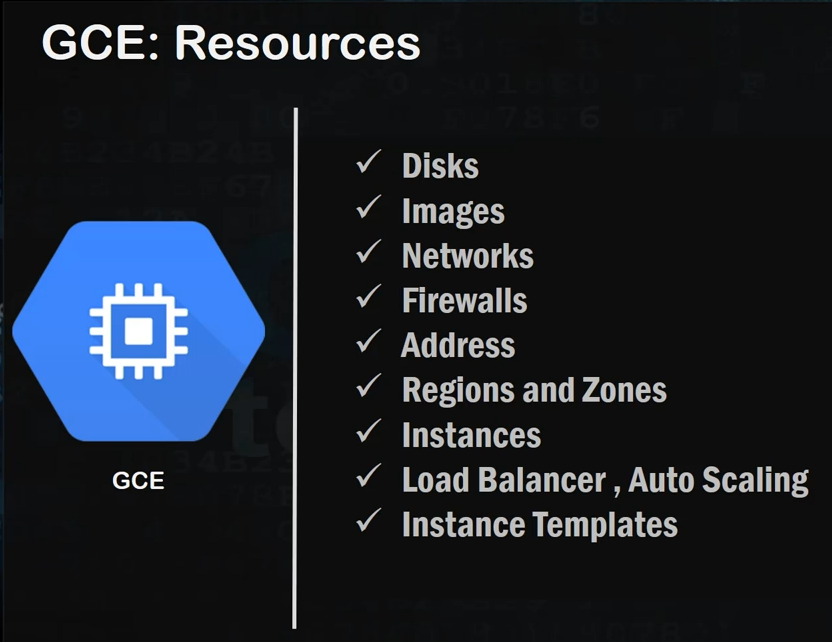 GCE: Resources
✓ Disks
✓ Images
✓ Networks
✓ Firewalls
✓ Address
✓ Regions and Zones
✓ Instances
✓ Load Balancer , Auto Scaling
✓ Instance Templates
GCE